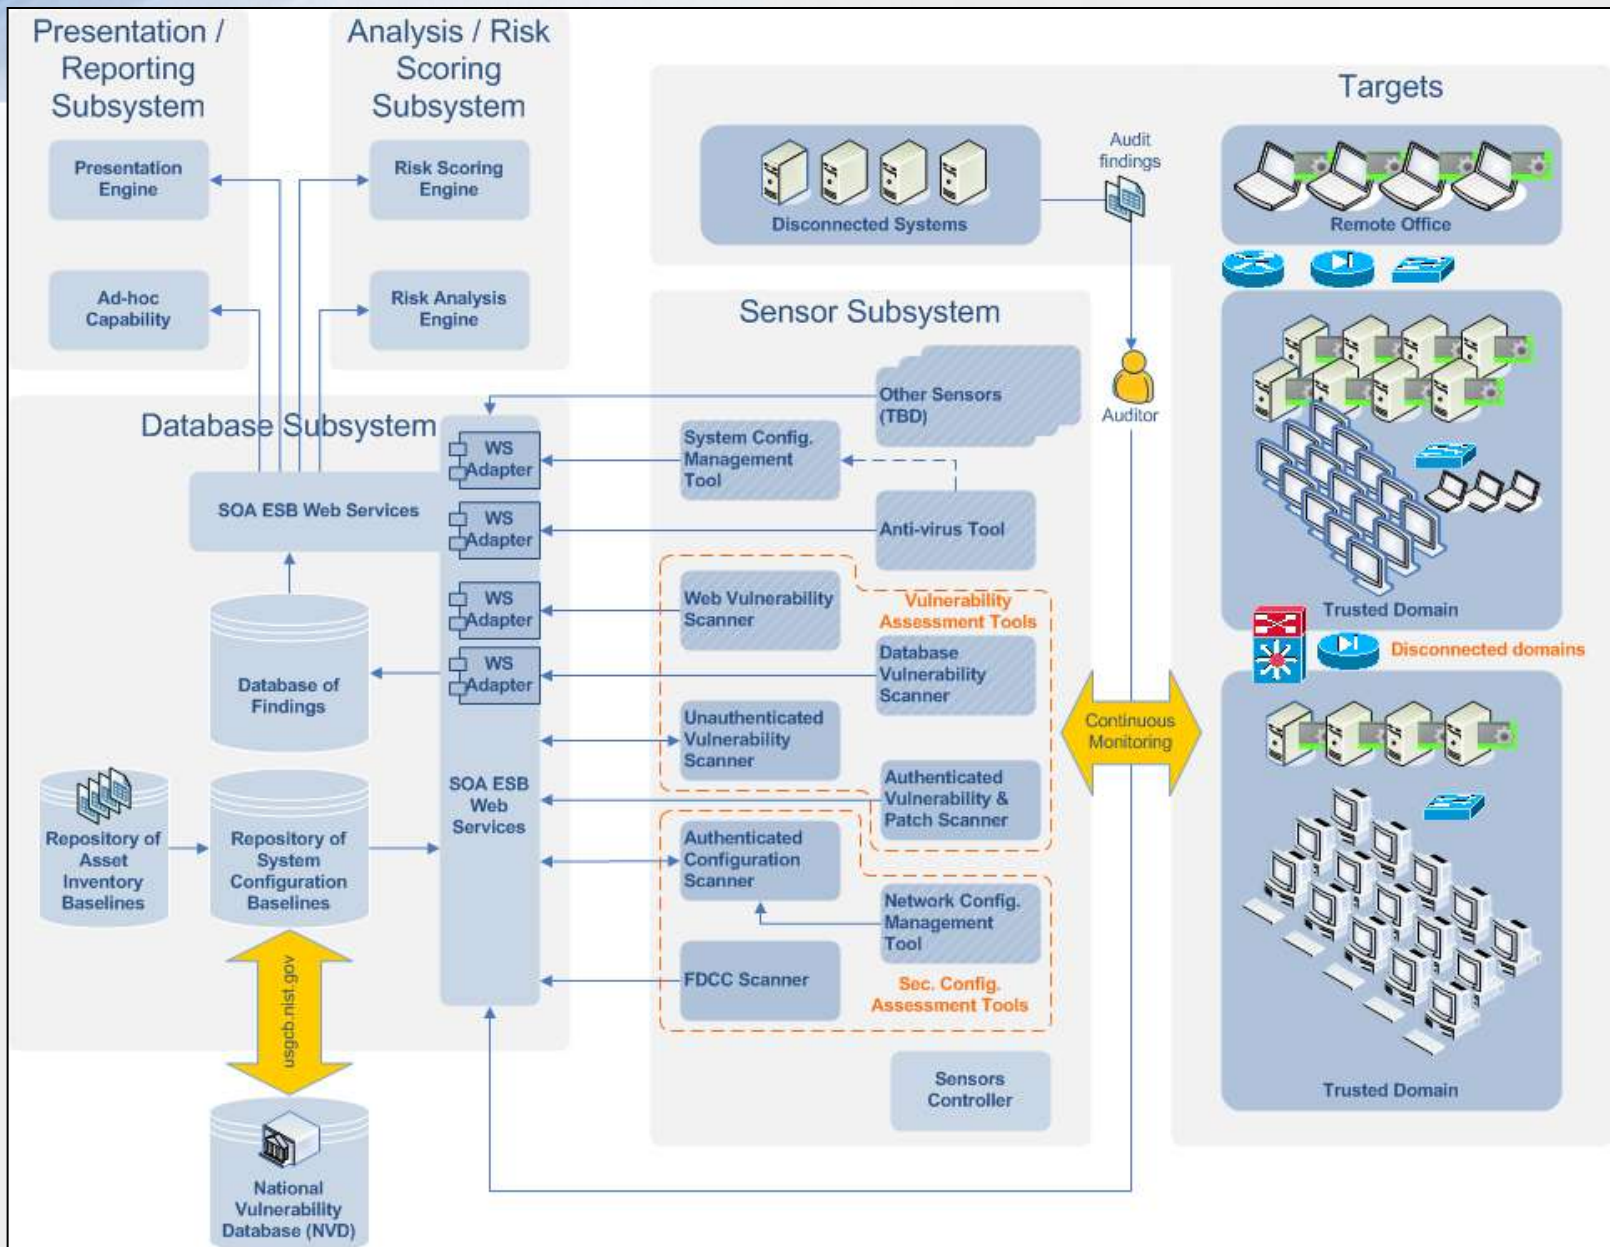 Presentation /
Reporting
Subsystem
Presentation
Engine
Ad-hoc
Capability
Analysis / Risk
Scoring
Subsystem
Risk Scoring
Engine
Risk Analysis
Engine
Targets
Disconnected Systems
Audit
findings
Auditor
Remote Office
Trusted Domain
Disconnected domains
Trusted Domain
Continuous
Monitoring
Sensor Subsystem
Other Sensors
(TBD)
System Config.
Management
Tool
Anti-virus Tool
Web Vulnerability
Scanner
Vulnerability
Assessment Tools
Database
Vulnerability
Scanner
Unauthenticated
Vulnerability
Scanner
Authenticated
Vulnerability &
Patch Scanner
Authenticated
Configuration
Scanner
Network Config.
Management
Tool
FDCC Scanner
Sec. Config.
Assessment Tools
Sensors
Controller
Database Subsystem
SOA ESB Web Services
WS
Adapter
WS
Adapter
WS
Adapter
WS
Adapter
SOA ESB
Web
Services
Database of
Findings
Repository of
Asset
Inventory
Baselines
Repository of
System
Configuration
Baselines
usgcb.nist.gov
National
Vulnerability
Database (NVD)